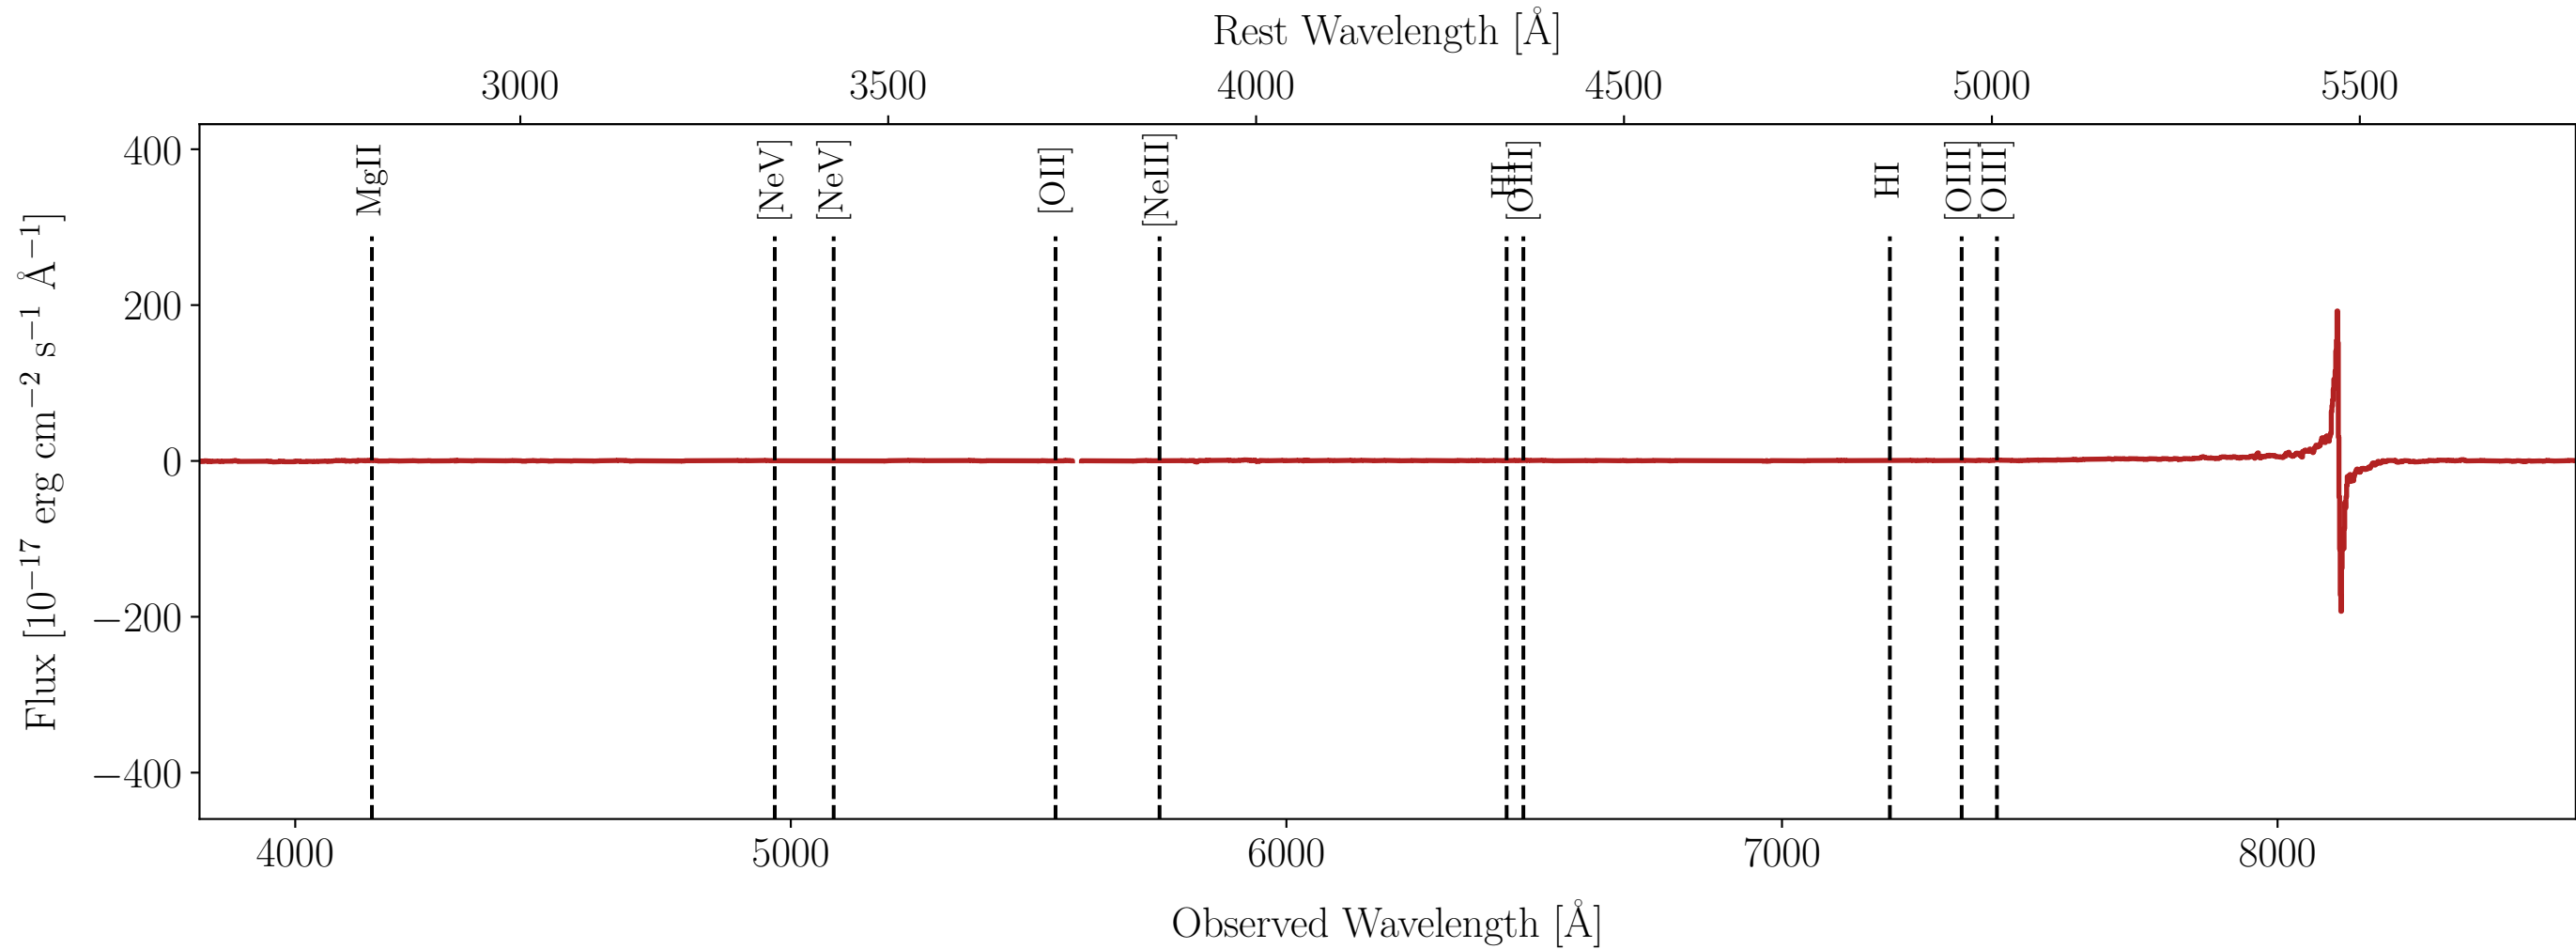 Rest Wavelength [Å]
3000 3500 4000 4500 5000 5500
MgII [NeV] [NeV] [OII] [NeIII] HI [OIII] HI [OIII] [OIII]
400
200
0
−200
−400
Flux [10⁻¹⁷ erg cm⁻² s⁻¹ Å⁻¹]
4000 5000 6000 7000 8000
Observed Wavelength [Å]